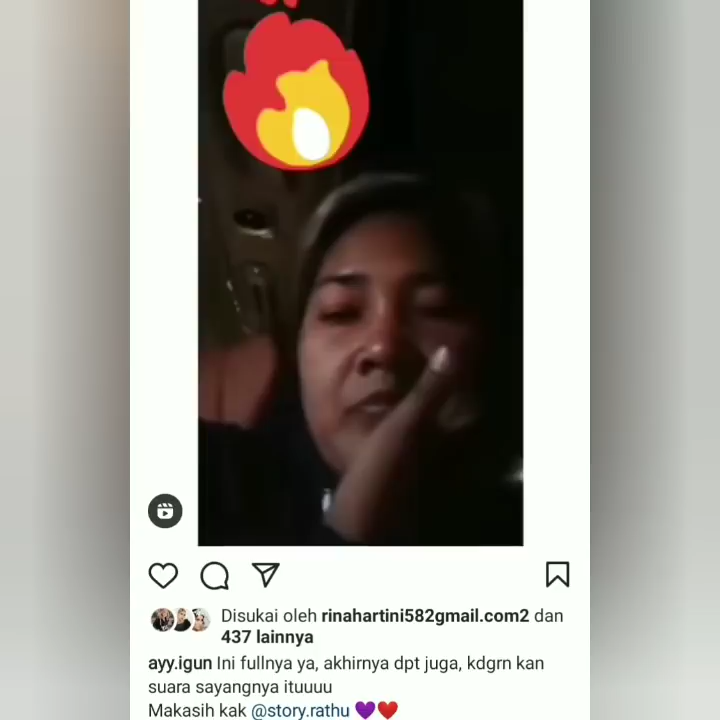 Disukai oleh rinahartini582gmail.com2 dan
437 lainnya
ayy.igun Ini fullnya ya, akhirnya dpt juga, kdgrn kan
suara sayangnya ituuuu
Makasih kak @story.rathu 💜❤️